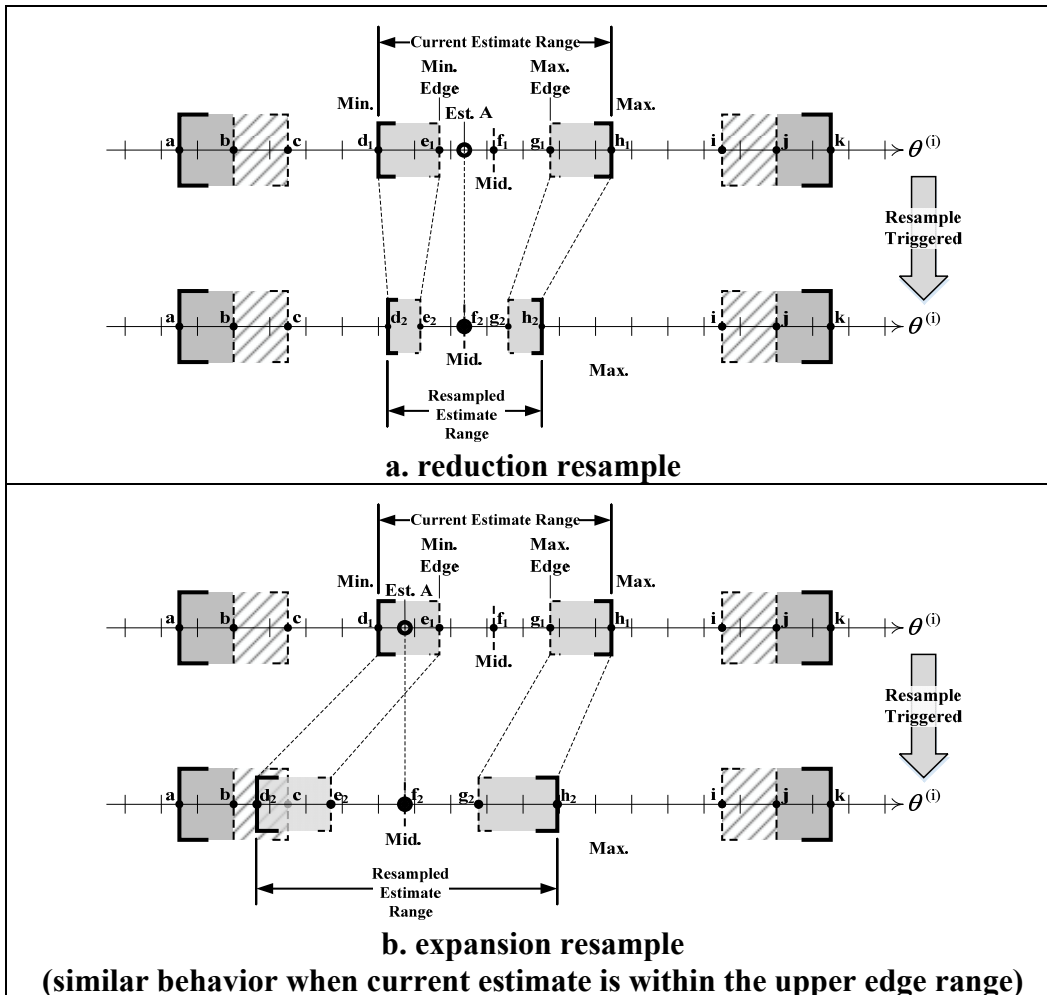 Current Estimate Range
Min.
Edge
Max.
Edge
Min.
Est. A
Max.
a b c d₁ e₁ f₁ g₁ h₁ i j k θ⁽ⁱ⁾
Mid.
Resample
Triggered
a b c d₂ e₂ f₂ g₂ h₂ i j k θ⁽ⁱ⁾
Mid.
Max.
Resampled
Estimate
Range
a. reduction resample
Current Estimate Range
Min.
Edge
Max.
Edge
Min.
Est. A
Max.
a b c d₁ e₁ f₁ g₁ h₁ i j k θ⁽ⁱ⁾
Mid.
Resample
Triggered
a b d₂ c e₂ f₂ g₂ h₂ i j k θ⁽ⁱ⁾
Mid.
Max.
Resampled
Estimate
Range
b. expansion resample
(similar behavior when current estimate is within the upper edge range)